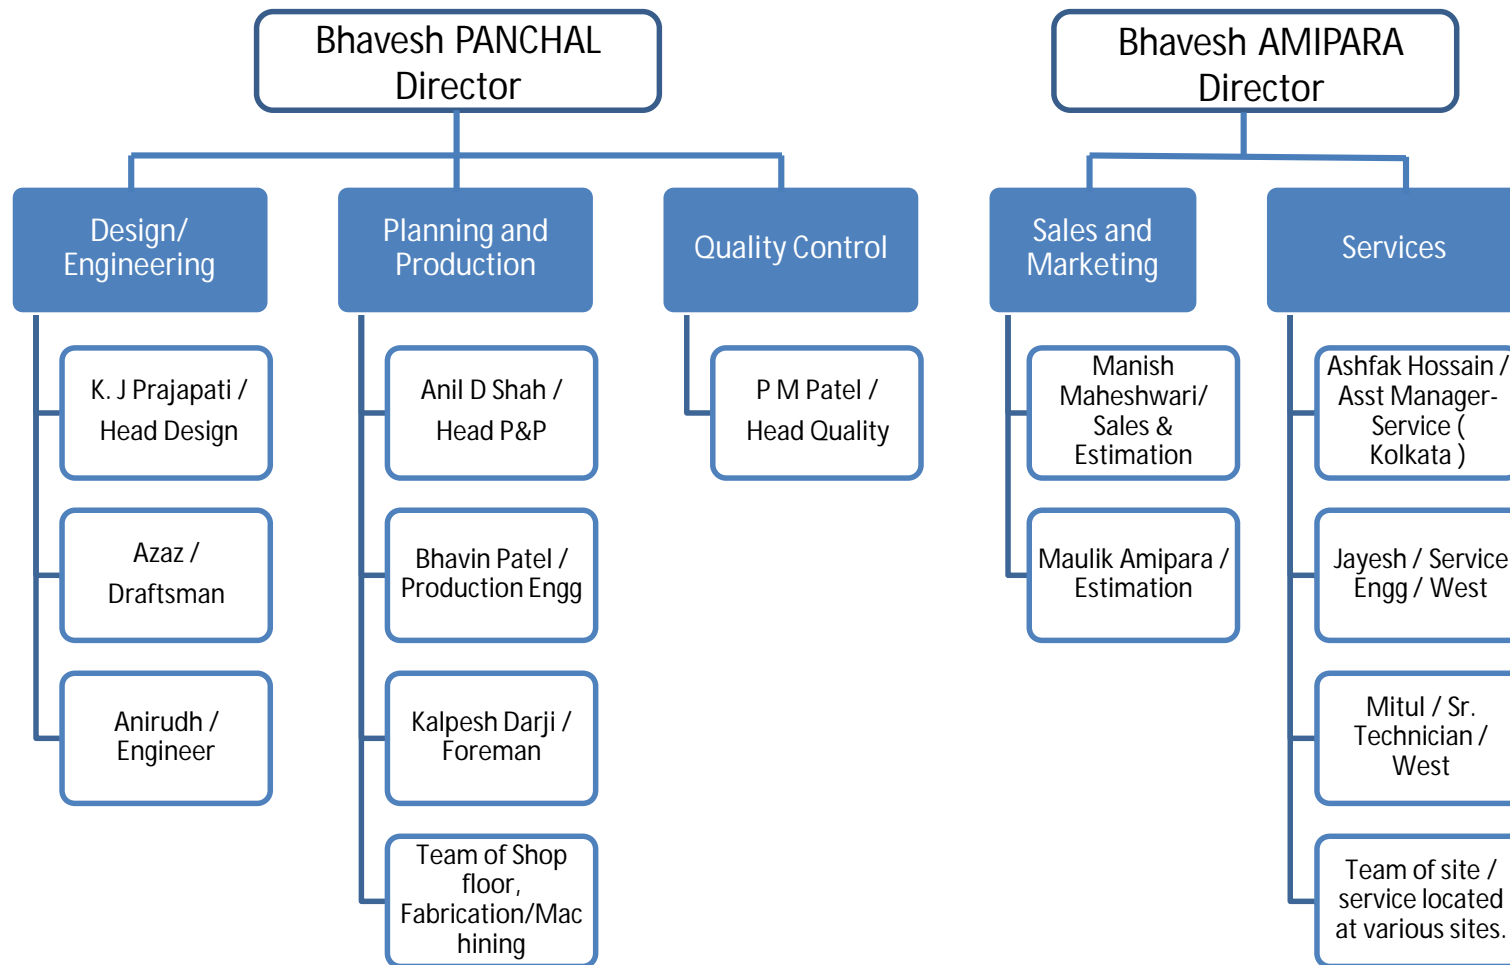 Bhavesh PANCHAL
Director
Bhavesh AMIPARA
Director
Design/
Engineering
Planning and
Production
Quality Control
Sales and
Marketing
Services
K. J Prajapati /
Head Design
Azaz /
Draftsman
Anirudh /
Engineer
Anil D Shah /
Head P&P
Bhavin Patel /
Production Engg
Kalpesh Darji /
Foreman
Team of Shop
floor,
Fabrication/Mac
hining
P M Patel /
Head Quality
Manish
Maheshwari/
Sales &
Estimation
Maulik Amipara /
Estimation
Ashfak Hossain /
Asst Manager-
Service (
Kolkata )
Jayesh / Service
Engg / West
Mitul / Sr.
Technician /
West
Team of site /
service located
at various sites.